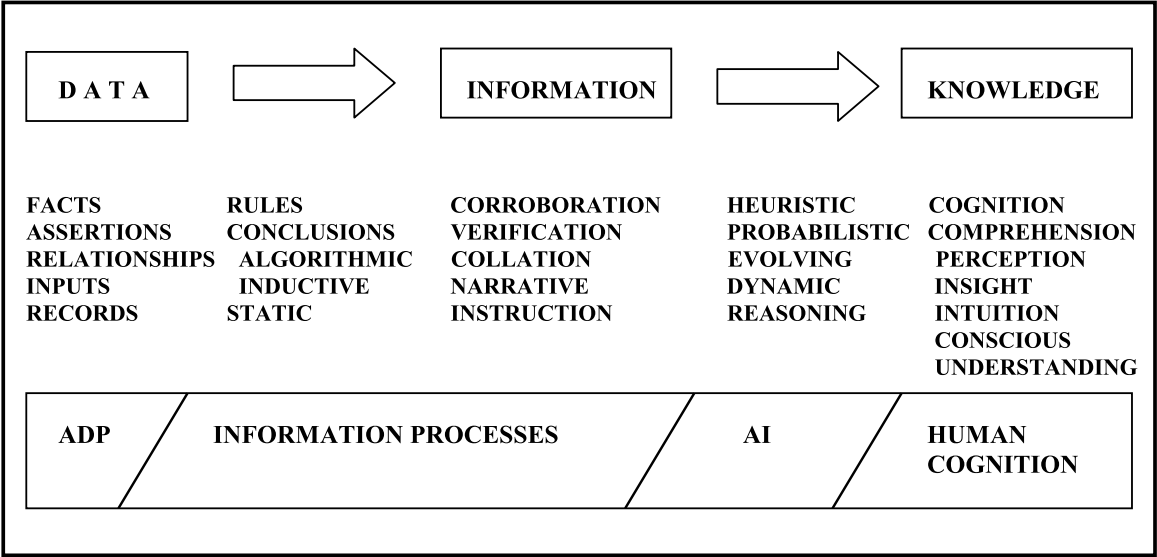 D A T A
INFORMATION
KNOWLEDGE
FACTS
ASSERTIONS
RELATIONSHIPS
INPUTS
RECORDS
RULES
CONCLUSIONS
ALGORITHMIC
INDUCTIVE
STATIC
CORROBORATION
VERIFICATION
COLLATION
NARRATIVE
INSTRUCTION
HEURISTIC
PROBABILISTIC
EVOLVING
DYNAMIC
REASONING
COGNITION
COMPREHENSION
PERCEPTION
INSIGHT
INTUITION
CONSCIOUS
UNDERSTANDING
ADP
INFORMATION PROCESSES
AI
HUMAN
COGNITION